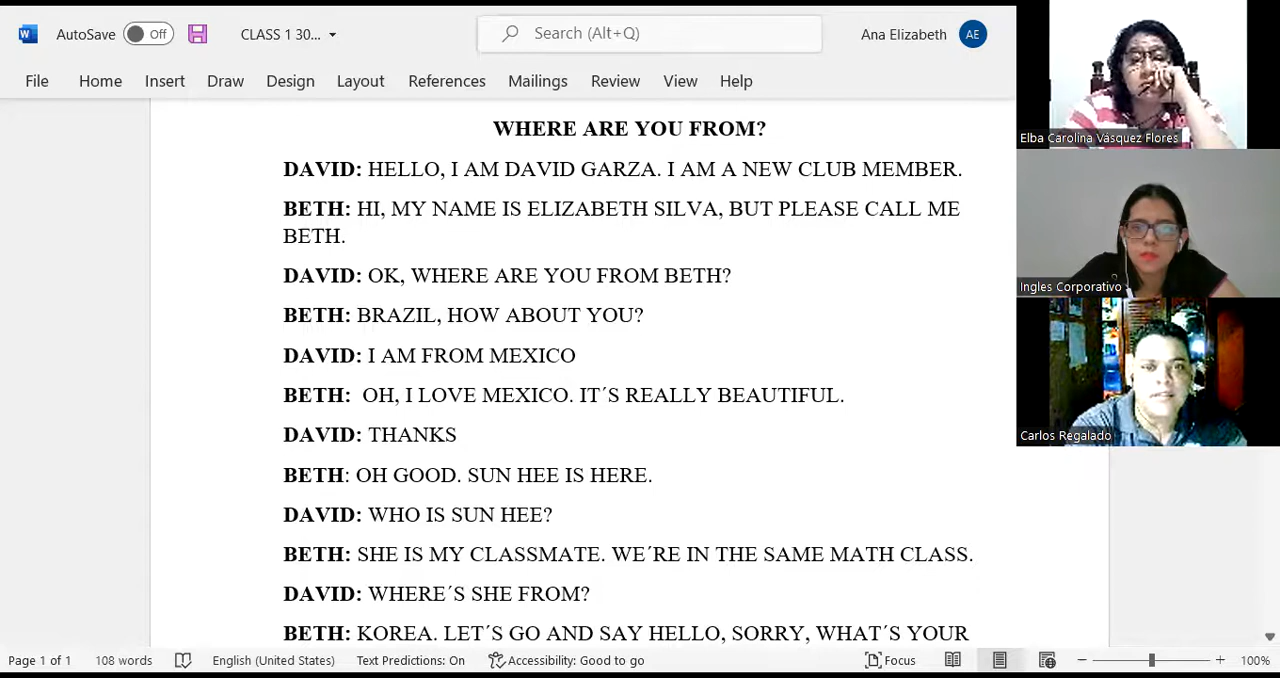 AutoSave Off CLASS 1 30... Search (Alt+Q) Ana Elizabeth AE
File Home Insert Draw Design Layout References Mailings Review View Help
WHERE ARE YOU FROM?
DAVID: HELLO, I AM DAVID GARZA. I AM A NEW CLUB MEMBER.
BETH: HI, MY NAME IS ELIZABETH SILVA, BUT PLEASE CALL ME
BETH.
DAVID: OK, WHERE ARE YOU FROM BETH?
BETH: BRAZIL, HOW ABOUT YOU?
DAVID: I AM FROM MEXICO
BETH: OH, I LOVE MEXICO. IT´S REALLY BEAUTIFUL.
DAVID: THANKS
BETH: OH GOOD. SUN HEE IS HERE.
DAVID: WHO IS SUN HEE?
BETH: SHE IS MY CLASSMATE. WE´RE IN THE SAME MATH CLASS.
DAVID: WHERE´S SHE FROM?
BETH: KOREA. LET´S GO AND SAY HELLO, SORRY, WHAT´S YOUR
Page 1 of 1 108 words English (United States) Text Predictions: On Accessibility: Good to go Focus 100%
Elba Carolina Vásquez Flores
Ingles Corporativo
Carlos Regalado